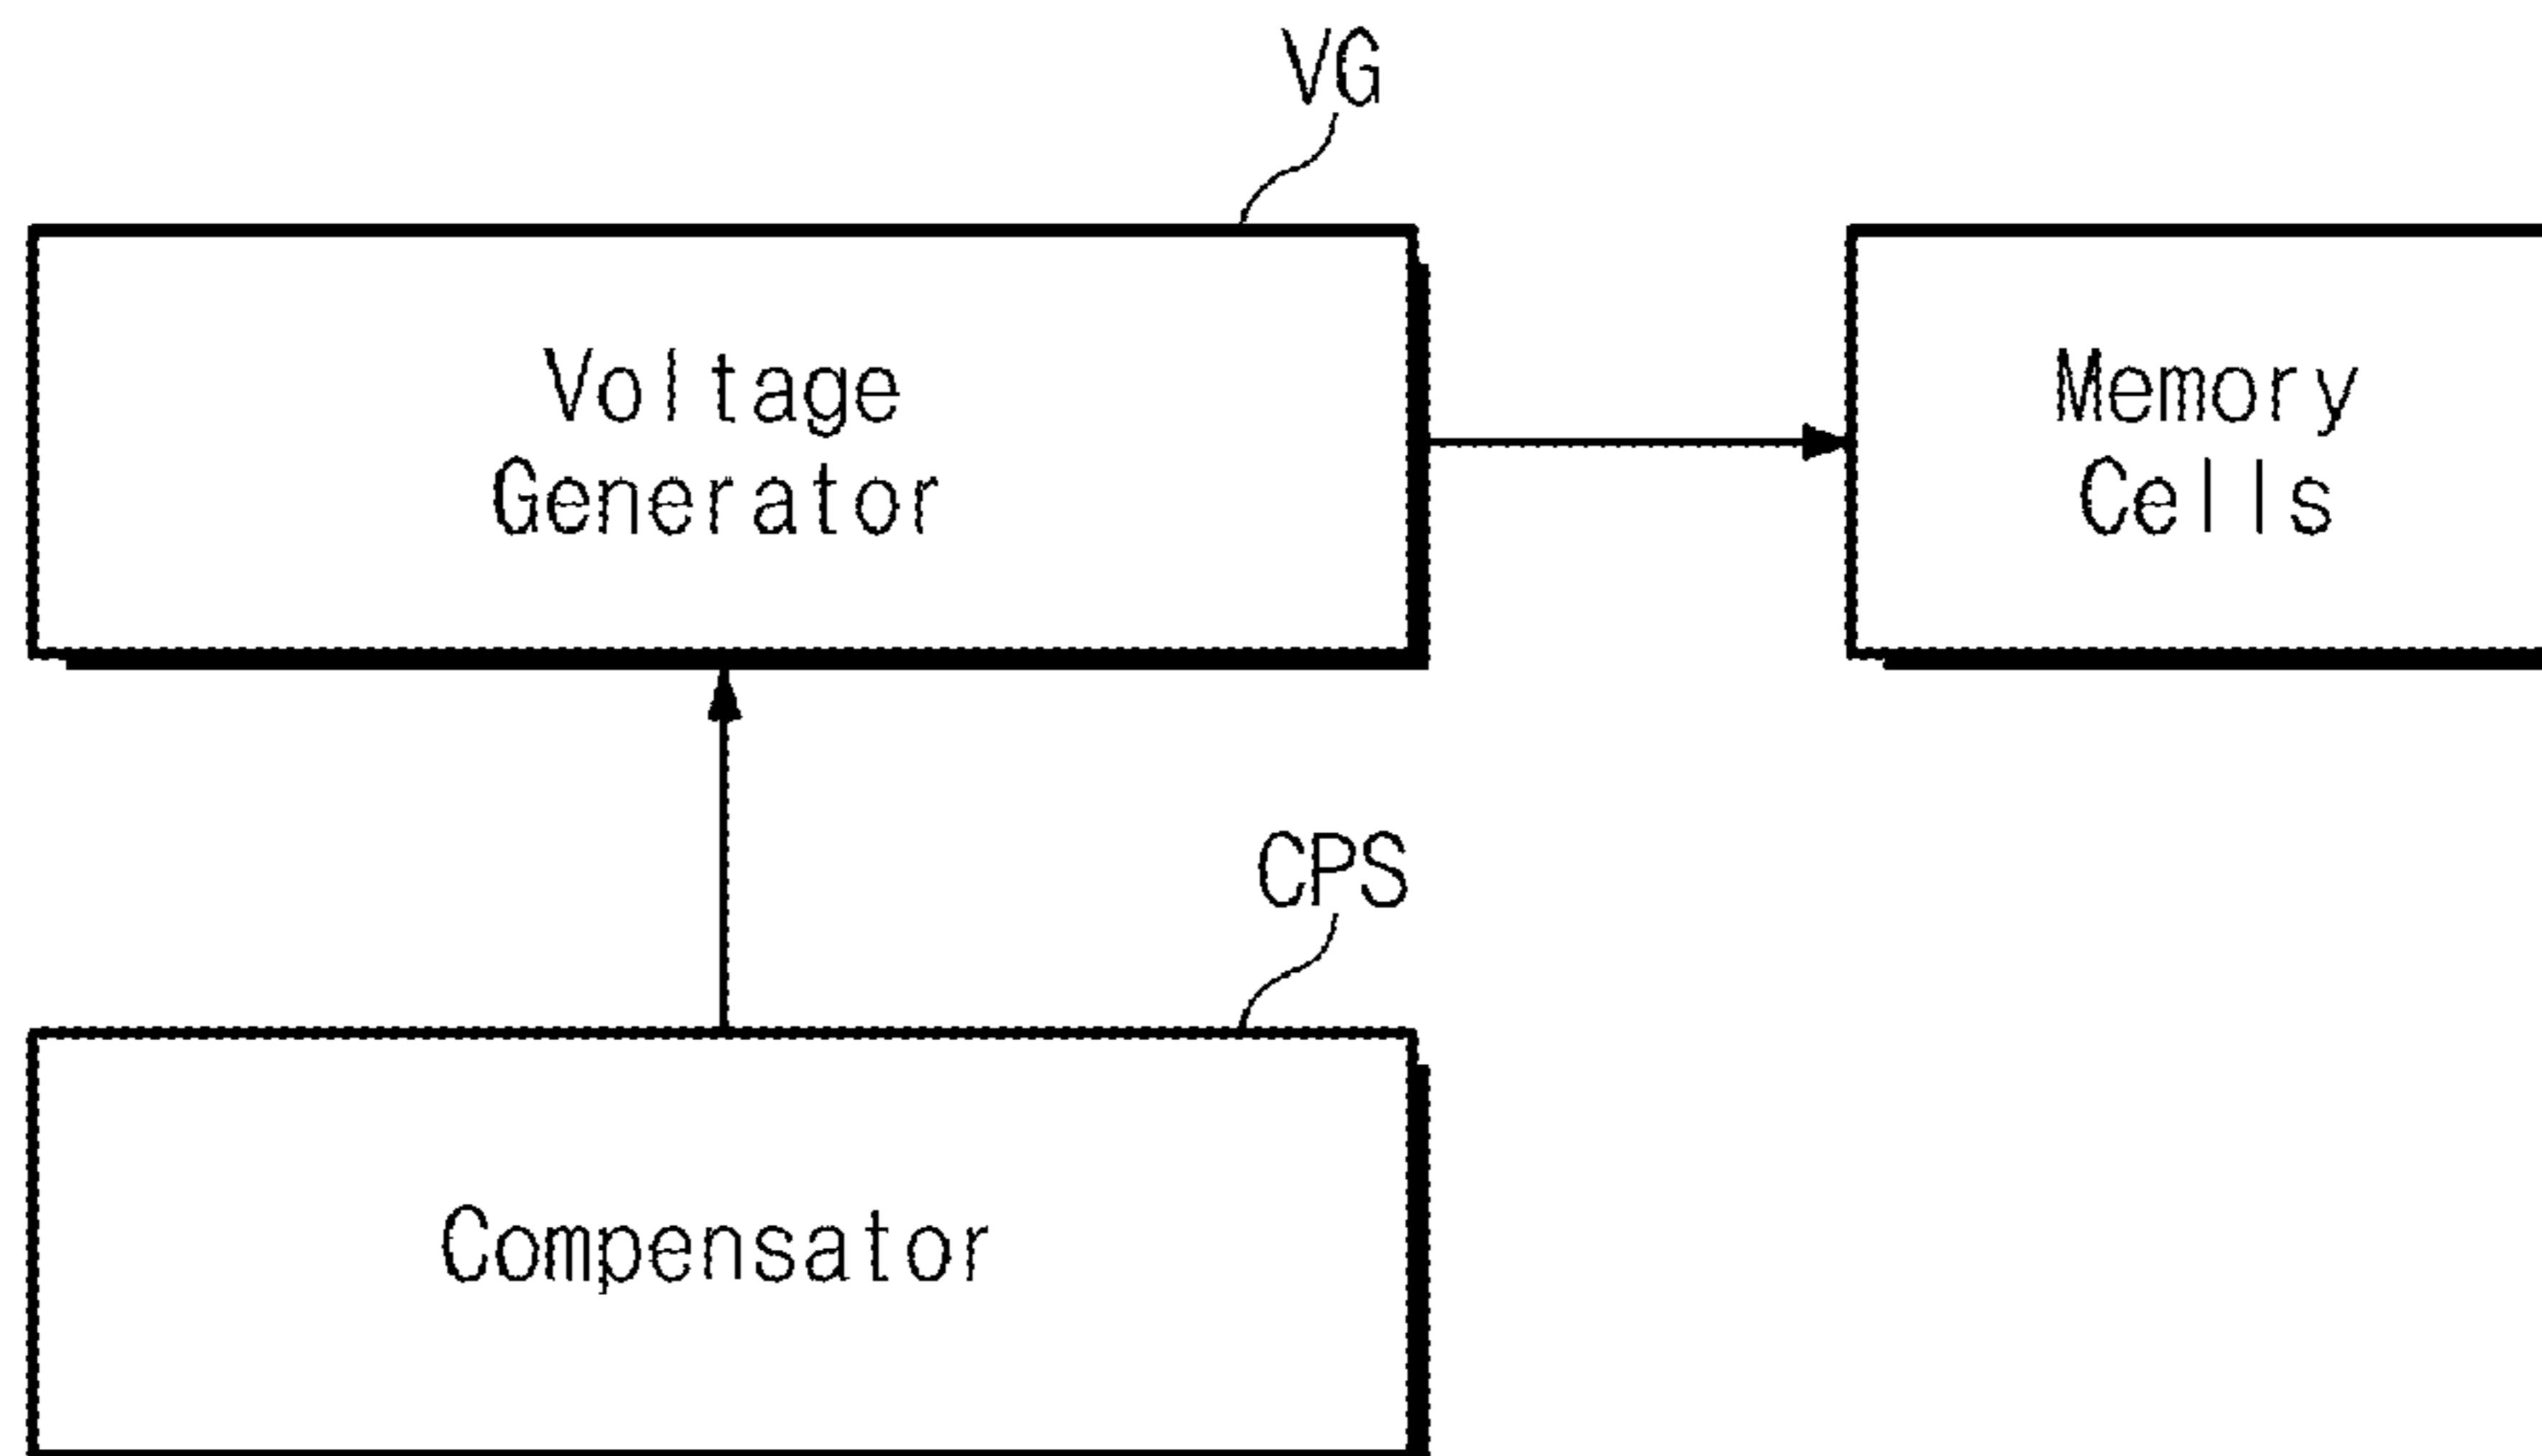 VG
Voltage
Generator
Memory
Cells
CPS
Compensator